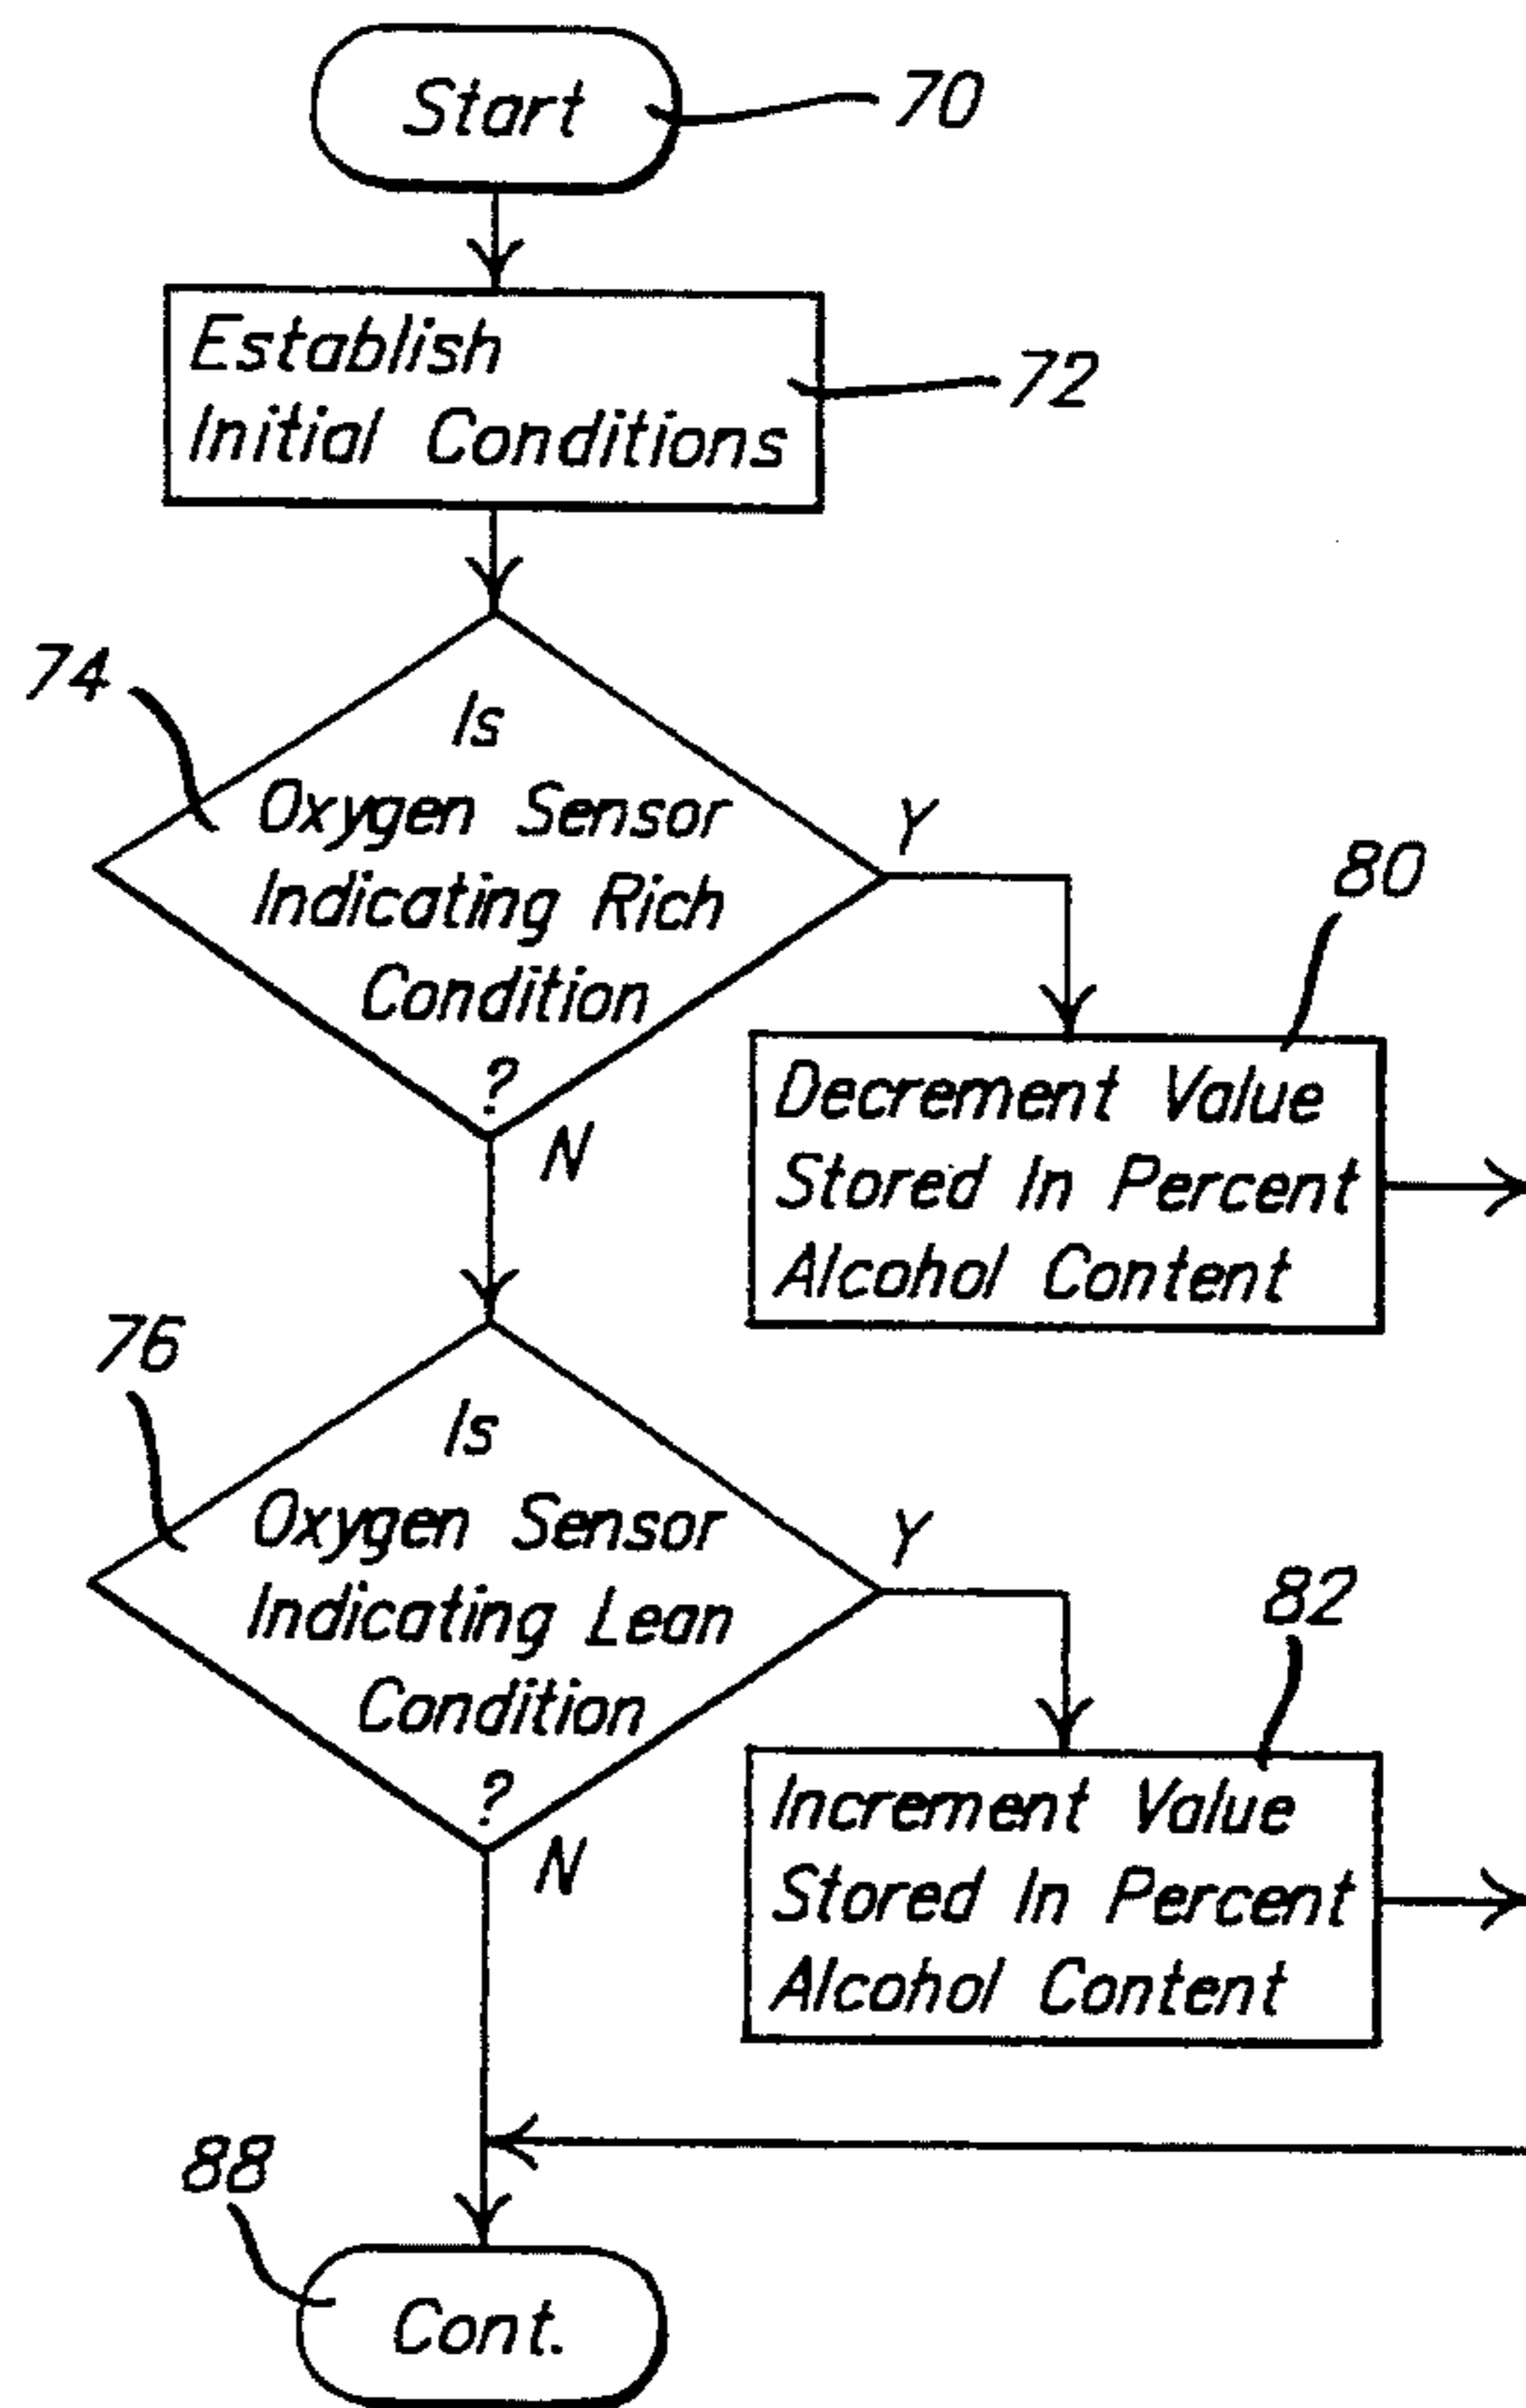 Start
70
Establish
Initial Conditions
72
74
Is
Oxygen Sensor
Indicating Rich
Condition
?
Y
N
80
Decrement Value
Stored In Percent
Alcohol Content
76
Is
Oxygen Sensor
Indicating Lean
Condition
?
Y
N
82
Increment Value
Stored In Percent
Alcohol Content
88
Cont.